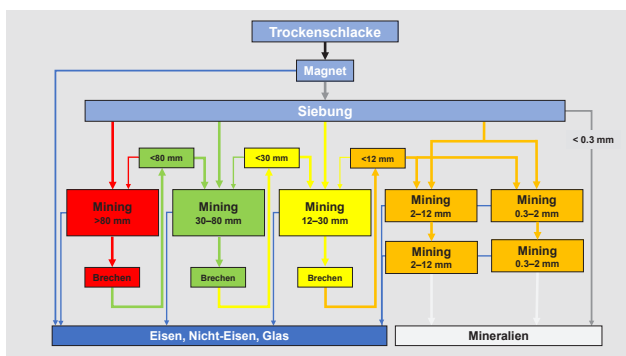 Trockenschlacke
Magnet
Siebung
< 0.3 mm
<80 mm
<30 mm
<12 mm
Mining
>80 mm
Mining
30–80 mm
Mining
12–30 mm
Mining
2–12 mm
Mining
0.3–2 mm
Mining
2–12 mm
Mining
0.3–2 mm
Brechen
Brechen
Brechen
Eisen, Nicht-Eisen, Glas
Mineralien